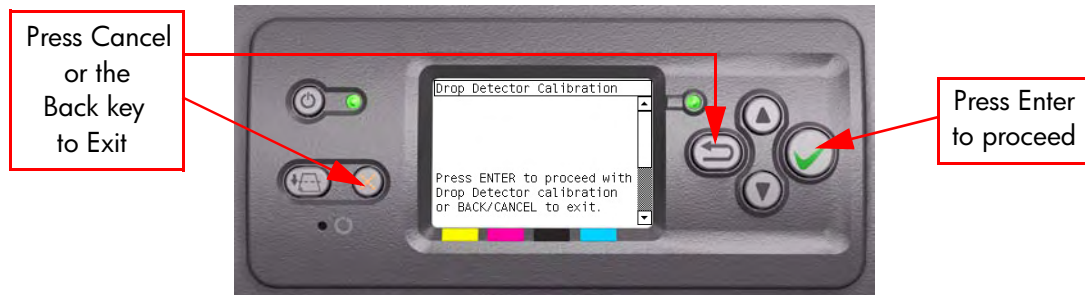 Press Cancel
or the
Back key
to Exit
Drop Detector Calibration
Press ENTER to proceed with
Drop Detector calibration
or BACK/CANCEL to exit.
Press Enter
to proceed